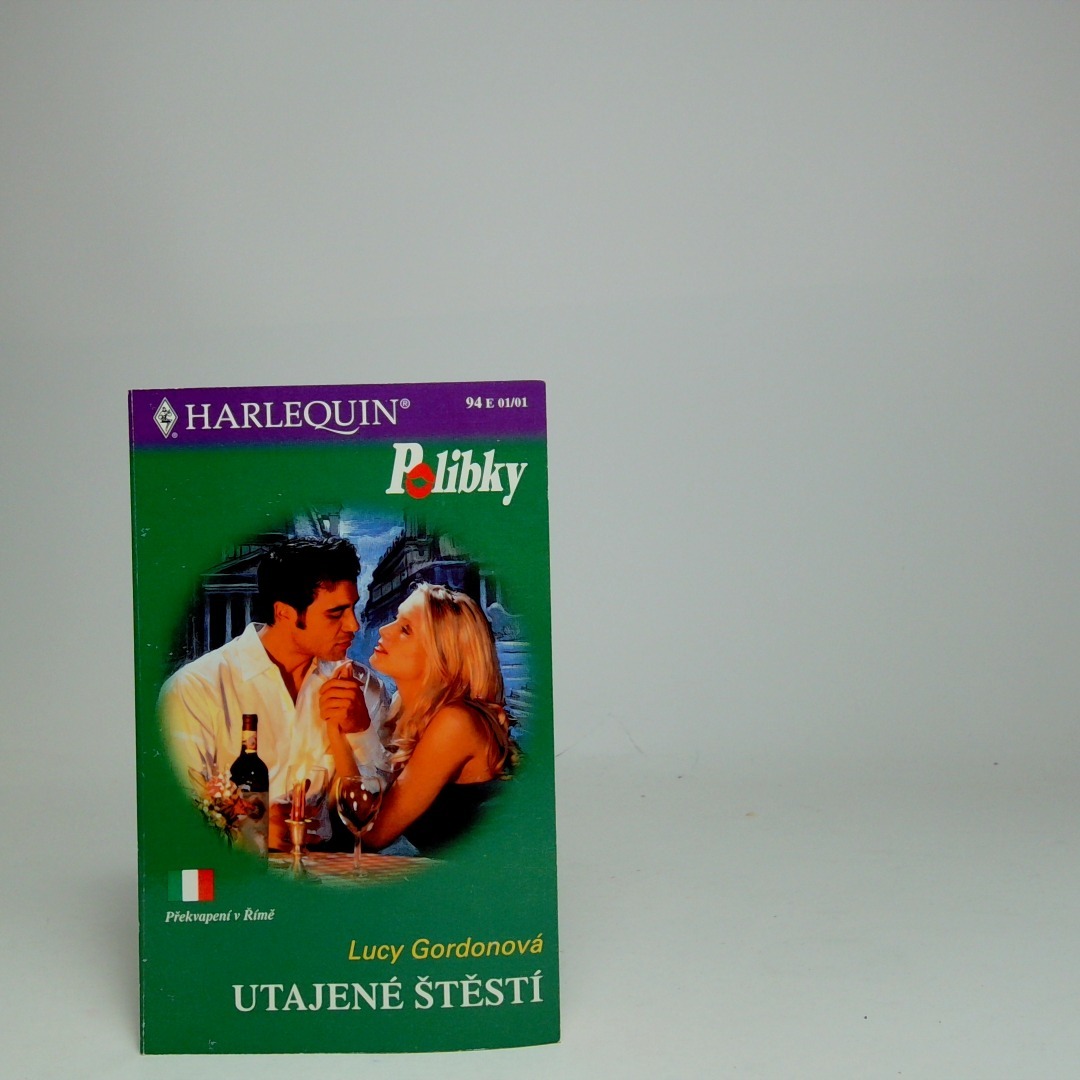 HARLEQUIN®
94 E 01/01
Polibky
Překvapení v Římě
Lucy Gordonová
UTAJENÉ ŠTĚSTÍ